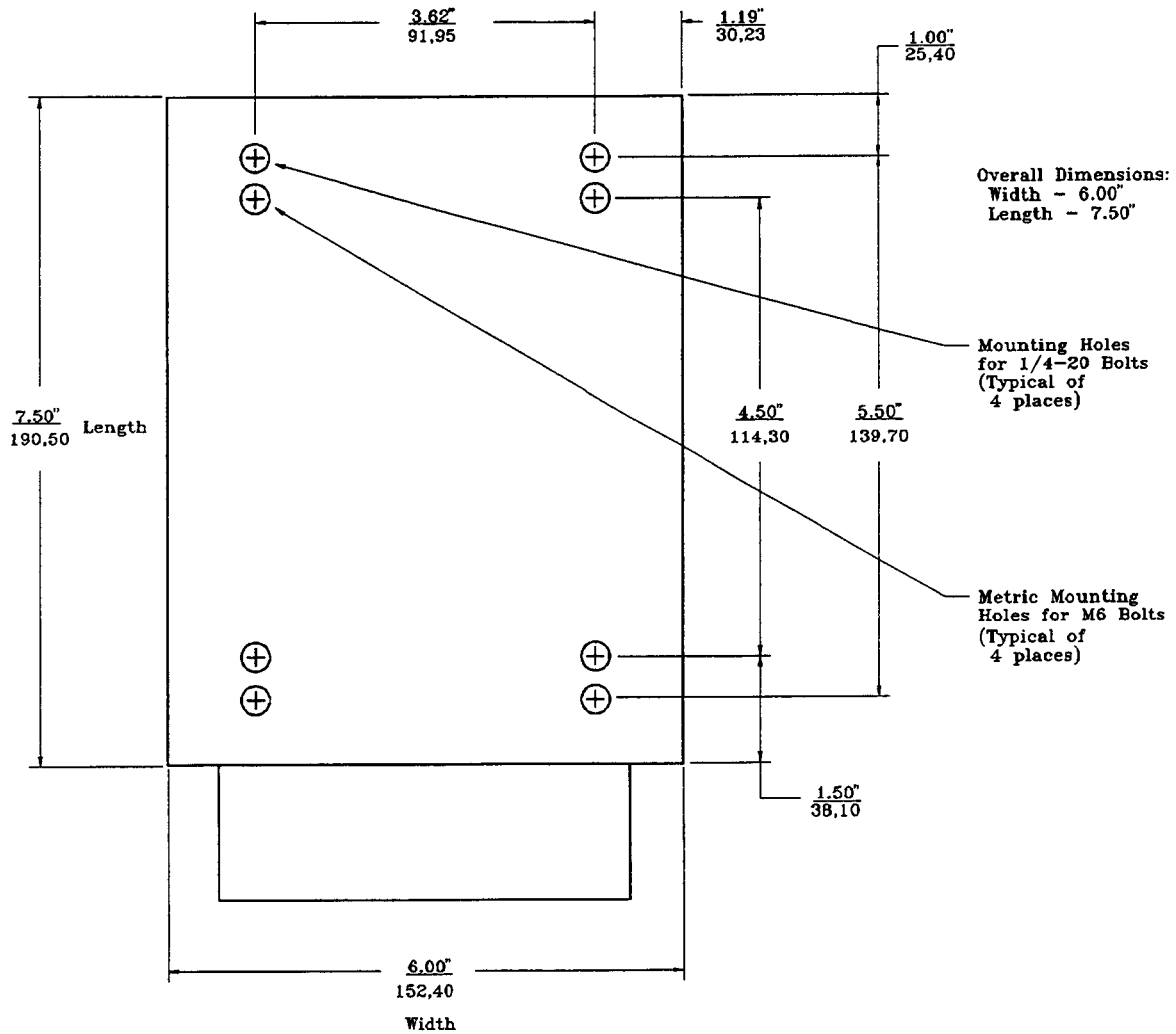 3.62"
91,95
1.19"
30,23
1.00"
25,40
Overall Dimensions:
Width - 6.00"
Length - 7.50"
Mounting Holes
for 1/4-20 Bolts
(Typical of
4 places)
7.50"
190,50
Length
4.50"
114,30
5.50"
139,70
Metric Mounting
Holes for M6 Bolts
(Typical of
4 places)
1.50"
38,10
6.00"
152,40
Width